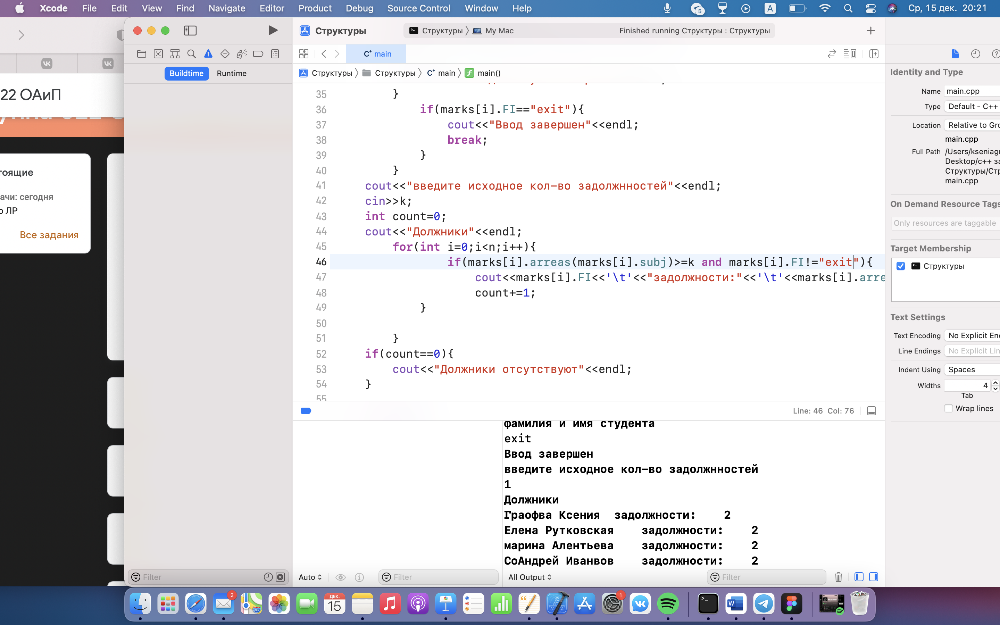 Xcode File Edit View Find Navigate Editor Product Debug Source Control Window Help 5 A Ср, 15 дек. 20:21
Структуры Структуры My Mac Finished running Структуры : Структуры
main
Buildtime Runtime
Структуры Структуры main main()
22 ОАиП
тоящие
ачи: сегодня
о ЛР
Все задания
35 }
36 if(marks[i].FI=="exit"){
37 cout<<"Ввод завершен"<<endl;
38 break;
39 }
40 }
41 cout<<"введите исходное кол-во задолжнностей"<<endl;
42 cin>>k;
43 int count=0;
44 cout<<"Должники"<<endl;
45 for(int i=0;i<n;i++){
46 if(marks[i].arreas(marks[i].subj)>=k and marks[i].FI!="exit"){
47 cout<<marks[i].FI<<'\t'<<"задолжности:"<<'\t'<<marks[i].arre
48 count+=1;
49 }
50
51 }
52 if(count==0){
53 cout<<"Должники отсутствуют"<<endl;
54 }
55
Line: 46 Col: 76
фамилия и имя студента
exit
Ввод завершен
введите исходное кол-во задолжнностей
1
Должники
Граофва Ксения задолжности: 2
Елена Рутковская задолжности: 2
марина Алентьева задолжности: 2
СоАндрей Иванвов задолжности: 2
Filter Auto Filter All Output Filter
Identity and Type
Name main.cpp
Type Default - C++
Location Relative to Gro
main.cpp
Full Path /Users/kseniagr
Desktop/c++ за
Структуры/Стр
main.cpp
On Demand Resource Tags
Only resources are taggable
Target Membership
Структуры
Text Settings
Text Encoding No Explicit Enc
Line Endings No Explicit Lin
Indent Using Spaces
Widths 4
Tab
Wrap lines
2 ДЕК. 15 280 1